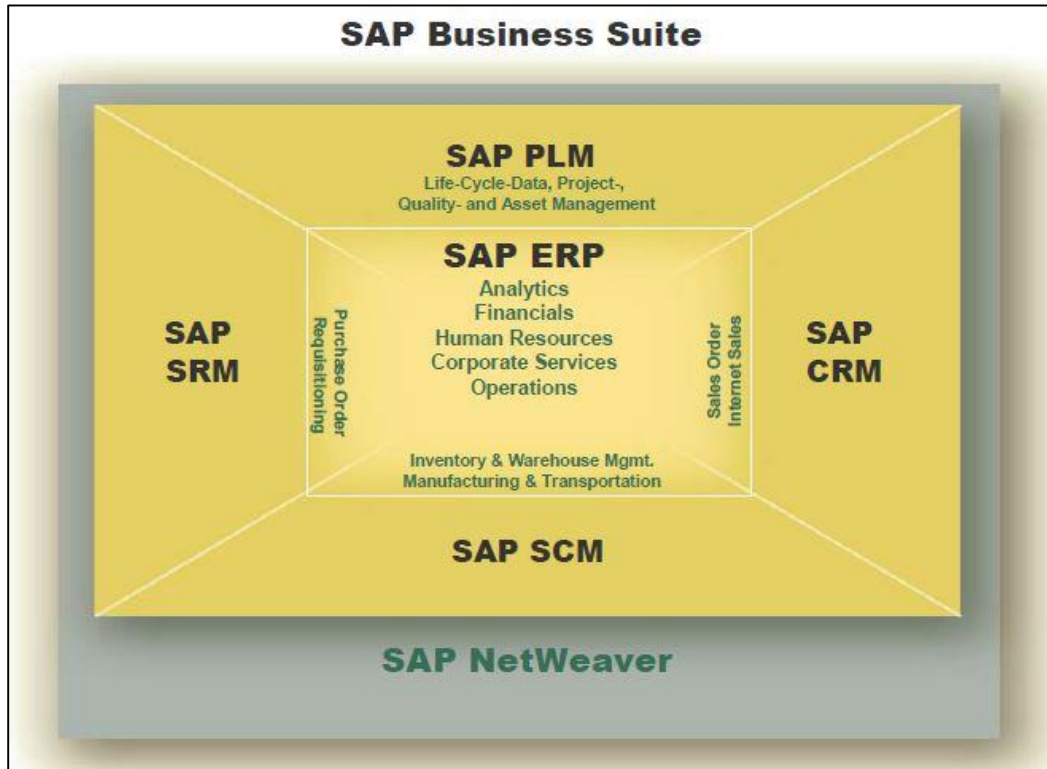 SAP Business Suite
SAP PLM
Life-Cycle-Data, Project-,
Quality- and Asset Management
SAP ERP
Analytics
Financials
Human Resources
Corporate Services
Operations
SAP
SRM
Purchase Order
Requisitioning
Sales Order
Internet Sales
SAP
CRM
Inventory & Warehouse Mgmt.
Manufacturing & Transportation
SAP SCM
SAP NetWeaver